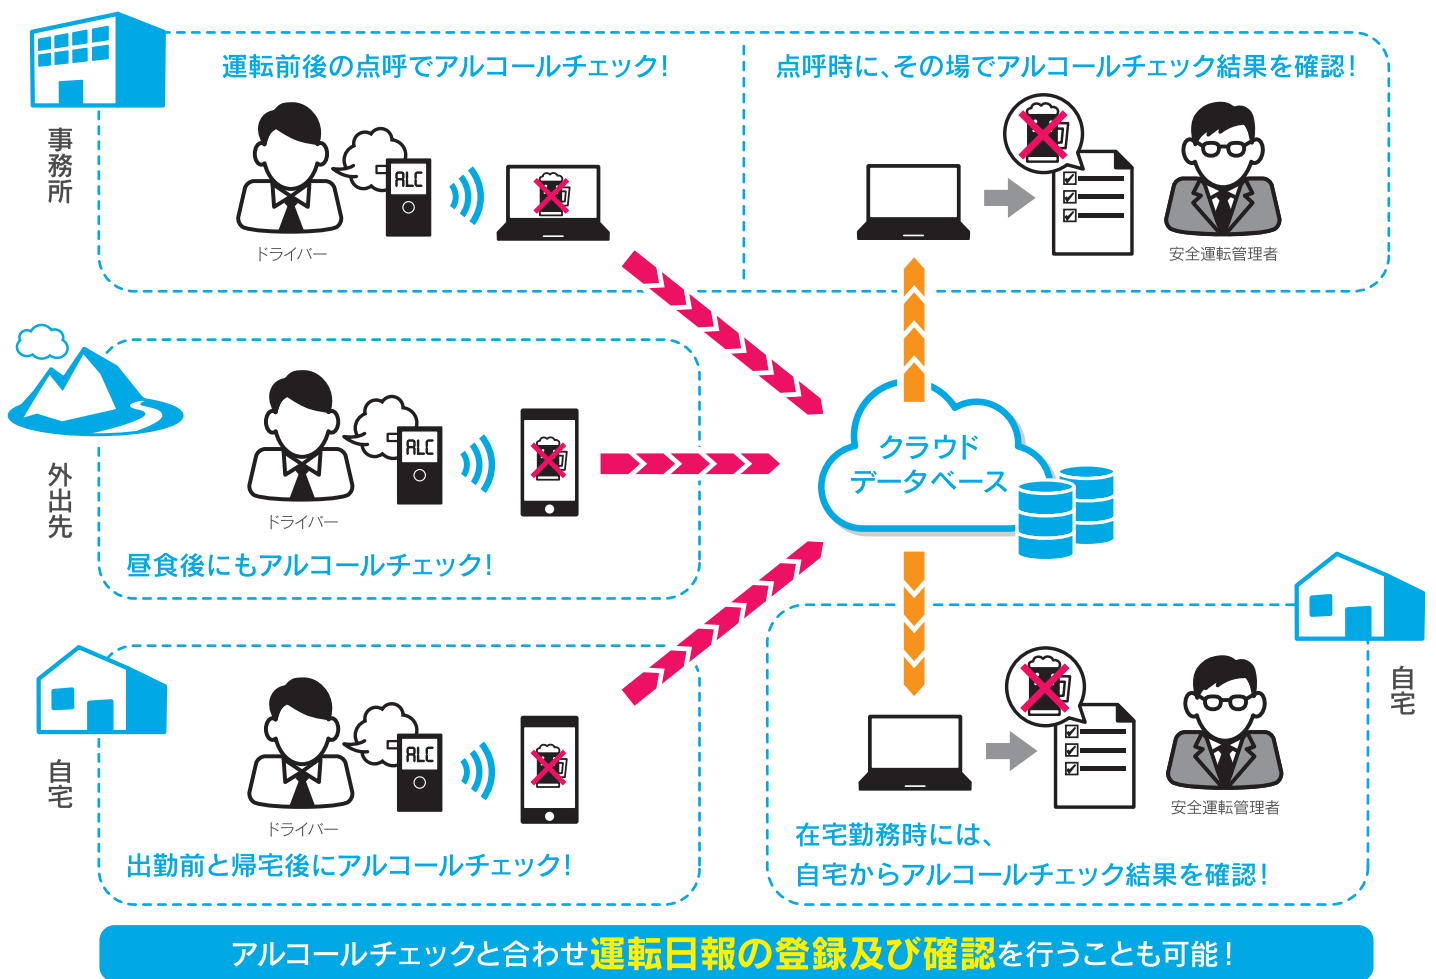 事務所
運転前後の点呼でアルコールチェック!
ALC
ドライバー
点呼時に、その場でアルコールチェック結果を確認!
安全運転管理者
外出先
ALC
ドライバー
昼食後にもアルコールチェック!
クラウド
データベース
自宅
ALC
ドライバー
出勤前と帰宅後にアルコールチェック!
自宅
安全運転管理者
在宅勤務時には、
自宅からアルコールチェック結果を確認!
アルコールチェックと合わせ運転日報の登録及び確認を行うことも可能!